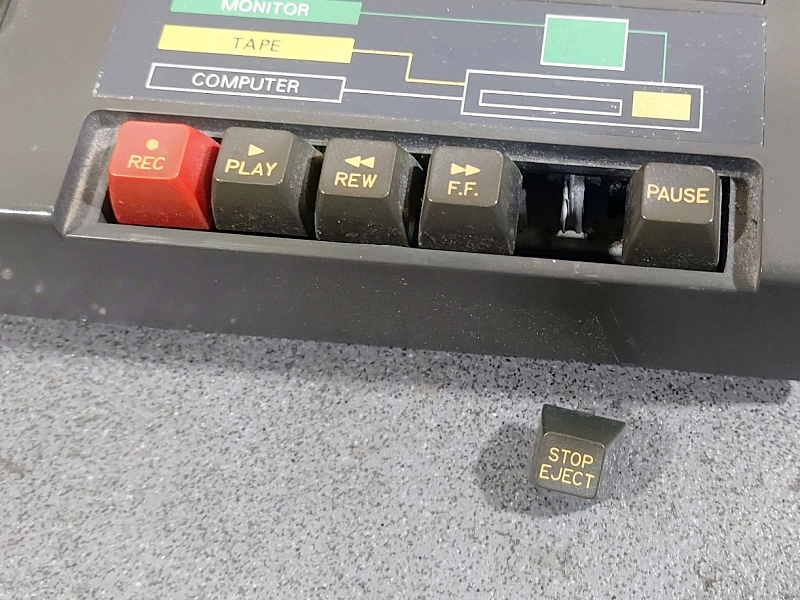 MONITOR
TAPE
COMPUTER
REC
PLAY
REW
F.F.
PAUSE
STOP
EJECT